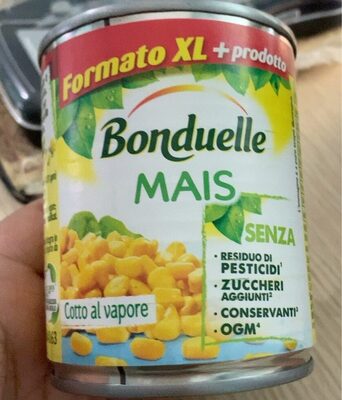 Formato XL + prodotto
Bonduelle
MAIS
SENZA
• RESIDUO DI
PESTICIDI¹
• ZUCCHERI
AGGIUNTI²
• CONSERVANTI³
• OGM⁴
Cotto al vapore